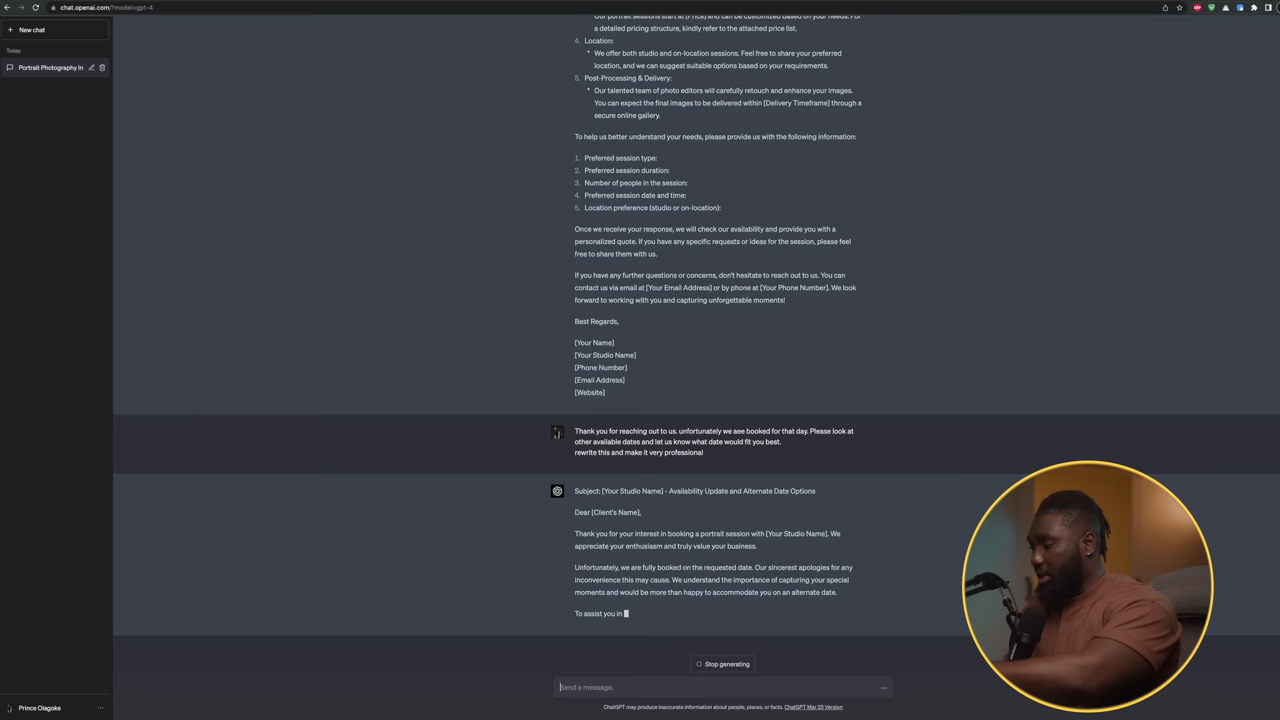 chat.openai.com/?model=gpt-4
New chat
Today
Portrait Photography In
Our portrait sessions start at [Price] and can be customized based on your needs. For
a detailed pricing structure, kindly refer to the attached price list.
4. Location:
• We offer both studio and on-location sessions. Feel free to share your preferred
location, and we can suggest suitable options based on your requirements.
5. Post-Processing & Delivery:
• Our talented team of photo editors will carefully retouch and enhance your images.
You can expect the final images to be delivered within [Delivery Timeframe] through a
secure online gallery.
To help us better understand your needs, please provide us with the following information:
1. Preferred session type:
2. Preferred session duration:
3. Number of people in the session:
4. Preferred session date and time:
5. Location preference (studio or on-location):
Once we receive your response, we will check our availability and provide you with a
personalized quote. If you have any specific requests or ideas for the session, please feel
free to share them with us.
If you have any further questions or concerns, don't hesitate to reach out to us. You can
contact us via email at [Your Email Address] or by phone at [Your Phone Number]. We look
forward to working with you and capturing unforgettable moments!
Best Regards,
[Your Name]
[Your Studio Name]
[Phone Number]
[Email Address]
[Website]
Thank you for reaching out to us. unfortunately we aee booked for that day. Please look at
other available dates and let us know what date would fit you best.
rewrite this and make it very professional
Subject: [Your Studio Name] - Availability Update and Alternate Date Options
Dear [Client's Name],
Thank you for your interest in booking a portrait session with [Your Studio Name]. We
appreciate your enthusiasm and truly value your business.
Unfortunately, we are fully booked on the requested date. Our sincerest apologies for any
inconvenience this may cause. We understand the importance of capturing your special
moments and would be more than happy to accommodate you on an alternate date.
To assist you in
Stop generating
Send a message.
ChatGPT may produce inaccurate information about people, places, or facts. ChatGPT Mar 23 Version
Prince Olagoke